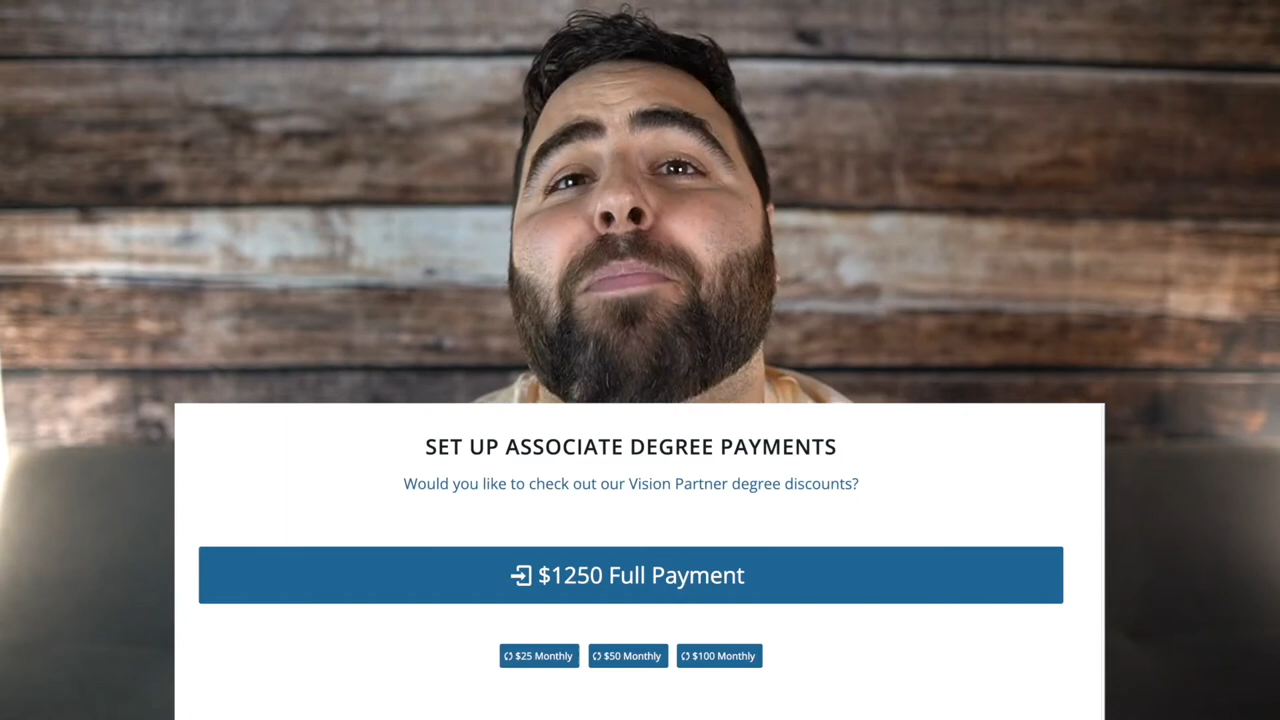 SET UP ASSOCIATE DEGREE PAYMENTS
Would you like to check out our Vision Partner degree discounts?
$1250 Full Payment
$25 Monthly $50 Monthly $100 Monthly